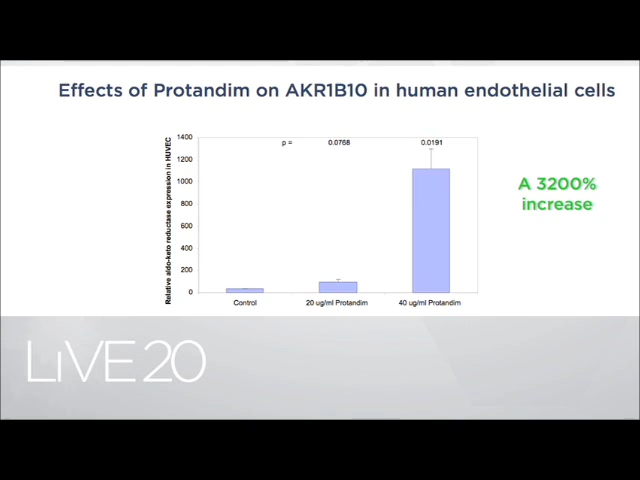 Effects of Protandim on AKR1B10 in human endothelial cells
Relative aldo-keto reductase expression in HUVEC
1400
1200
1000
800
600
400
200
0
p = 0.0768 0.0191
Control 20 ug/ml Protandim 40 ug/ml Protandim
A 3200%
increase
LiVE20